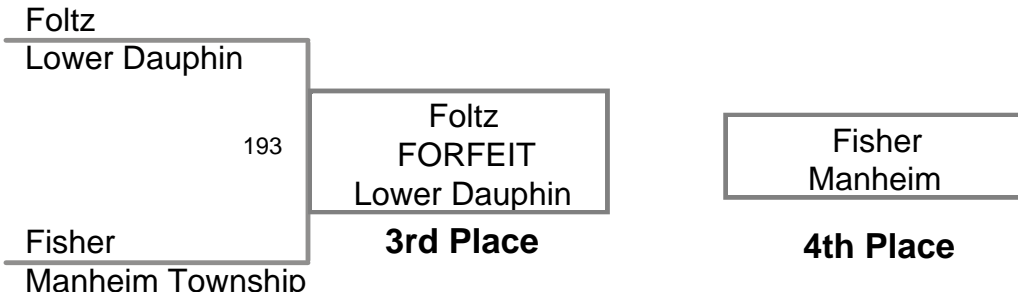 Foltz
Lower Dauphin
193
Foltz
FORFEIT
Lower Dauphin
3rd Place
Fisher
Manheim Township
Fisher
Manheim
4th Place